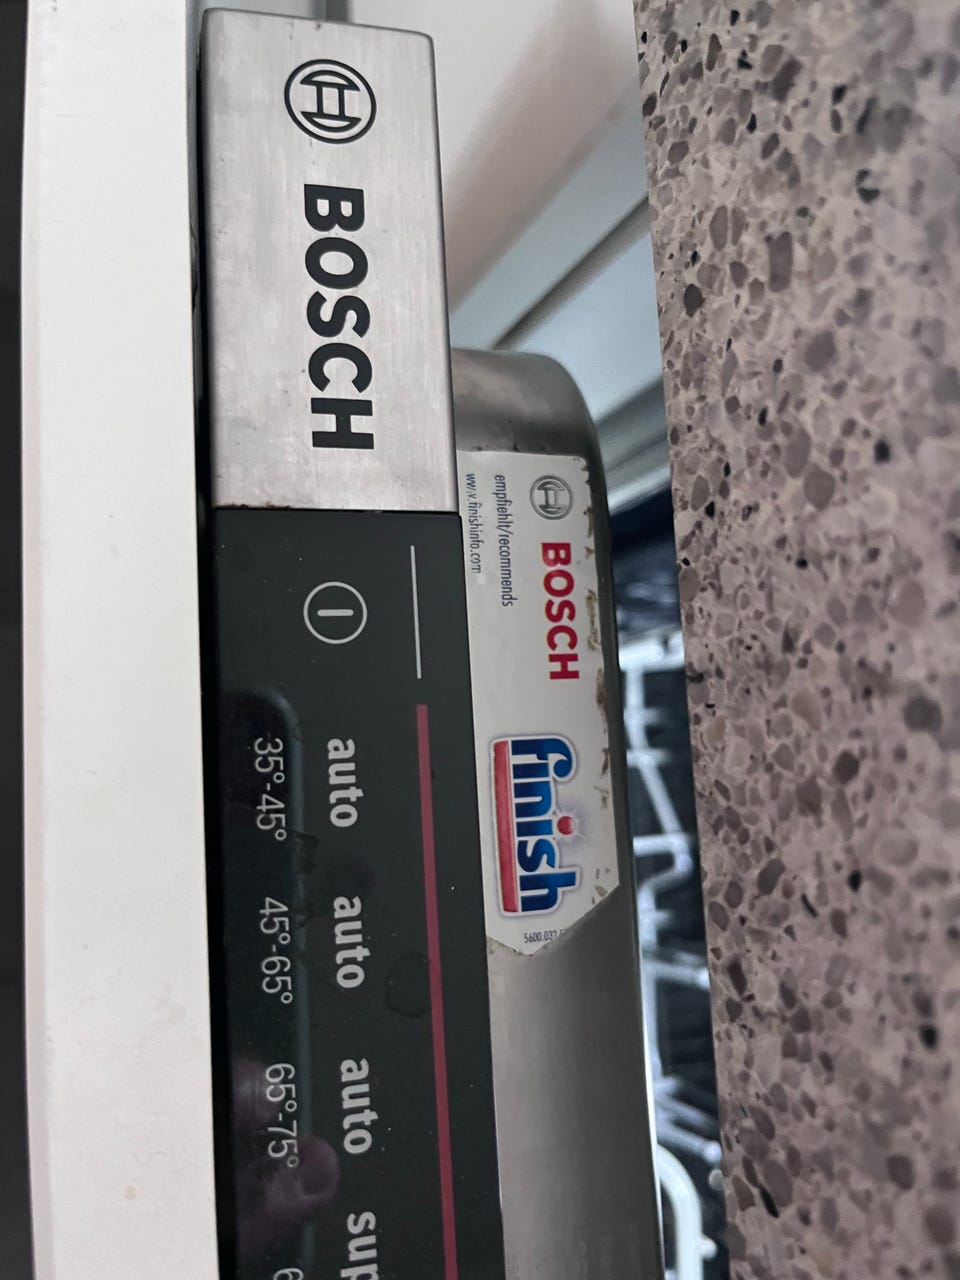 BOSCH
BOSCH
empfiehlt/recommends
www.finishinfo.com
finish
auto
35°-45°
auto
45°-65°
auto
65°-75°